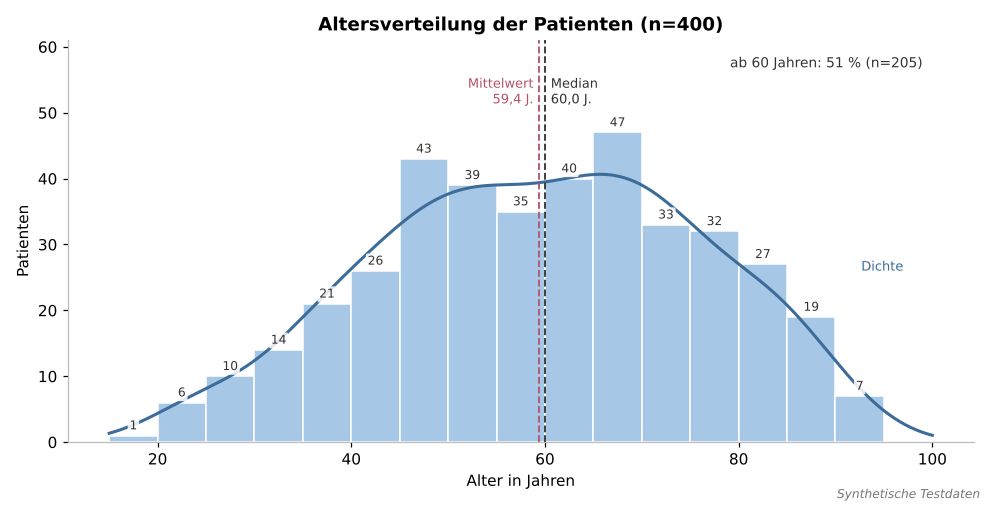 Altersverteilung der Patienten (n=400)
60
50
40
30
20
10
0
Patienten
ab 60 Jahren: 51 % (n=205)
Mittelwert
59,4 J.
Median
60,0 J.
1
6
10
14
21
26
43
39
35
40
47
33
32
27
19
7
Dichte
20
40
60
80
100
Alter in Jahren
Synthetische Testdaten